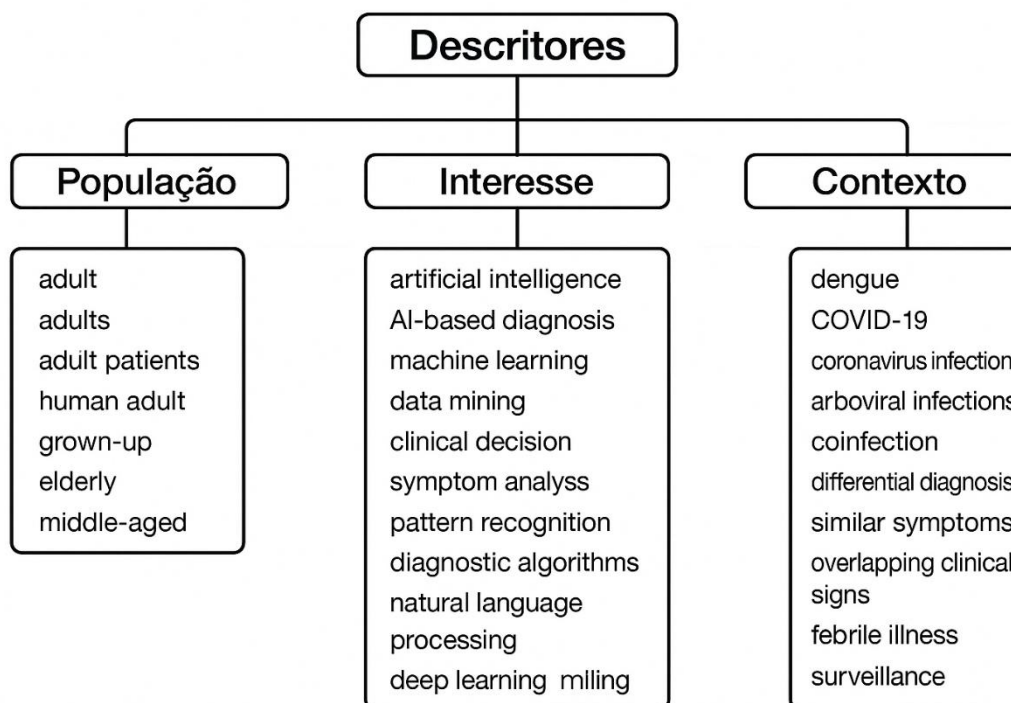 Descritores
População
adult
adults
adult patients
human adult
grown-up
elderly
middle-aged
Interesse
artificial intelligence
AI-based diagnosis
machine learning
data mining
clinical decision
symptom analyss
pattern recognition
diagnostic algorithms
natural language
processing
deep learning miling
Contexto
dengue
COVID-19
coronavirus infection
arboviral infections
coinfection
differential diagnosis
similar symptoms
overlapping clinical
signs
febrile illness
surveillance